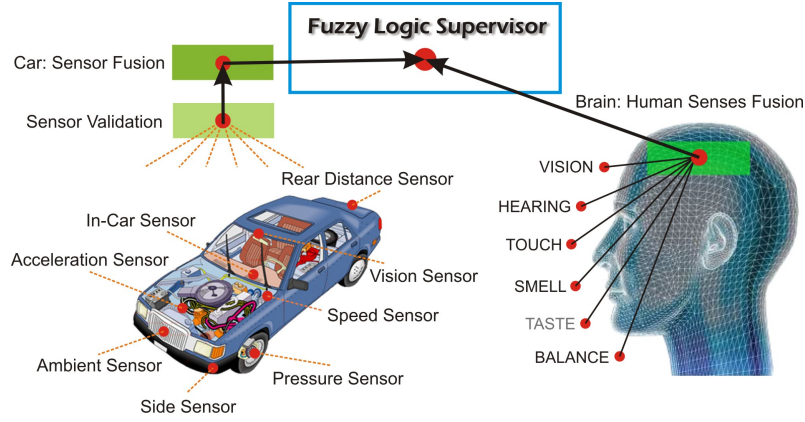 Fuzzy Logic Supervisor
Car: Sensor Fusion
Brain: Human Senses Fusion
Sensor Validation
VISION
Rear Distance Sensor
HEARING
In-Car Sensor
TOUCH
Acceleration Sensor
Vision Sensor
SMELL
Speed Sensor
TASTE
BALANCE
Ambient Sensor
Pressure Sensor
Side Sensor